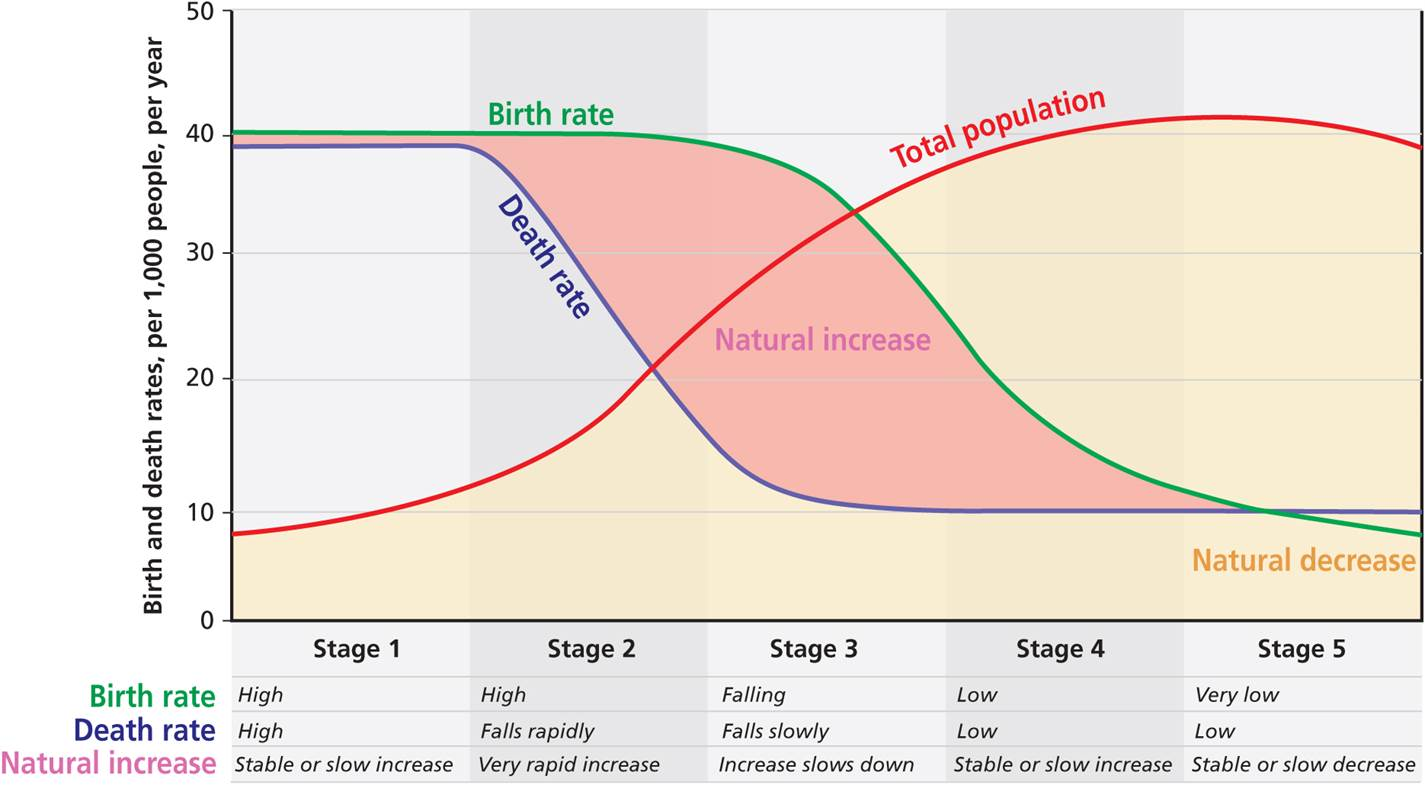 Birth and death rates, per 1,000 people, per year
50
40
30
20
10
0
Birth rate
Death rate
Total population
Natural increase
Natural decrease
Stage 1 Stage 2 Stage 3 Stage 4 Stage 5
Birth rate High High Falling Low Very low
Death rate High Falls rapidly Falls slowly Low Low
Natural increase Stable or slow increase Very rapid increase Increase slows down Stable or slow increase Stable or slow decrease